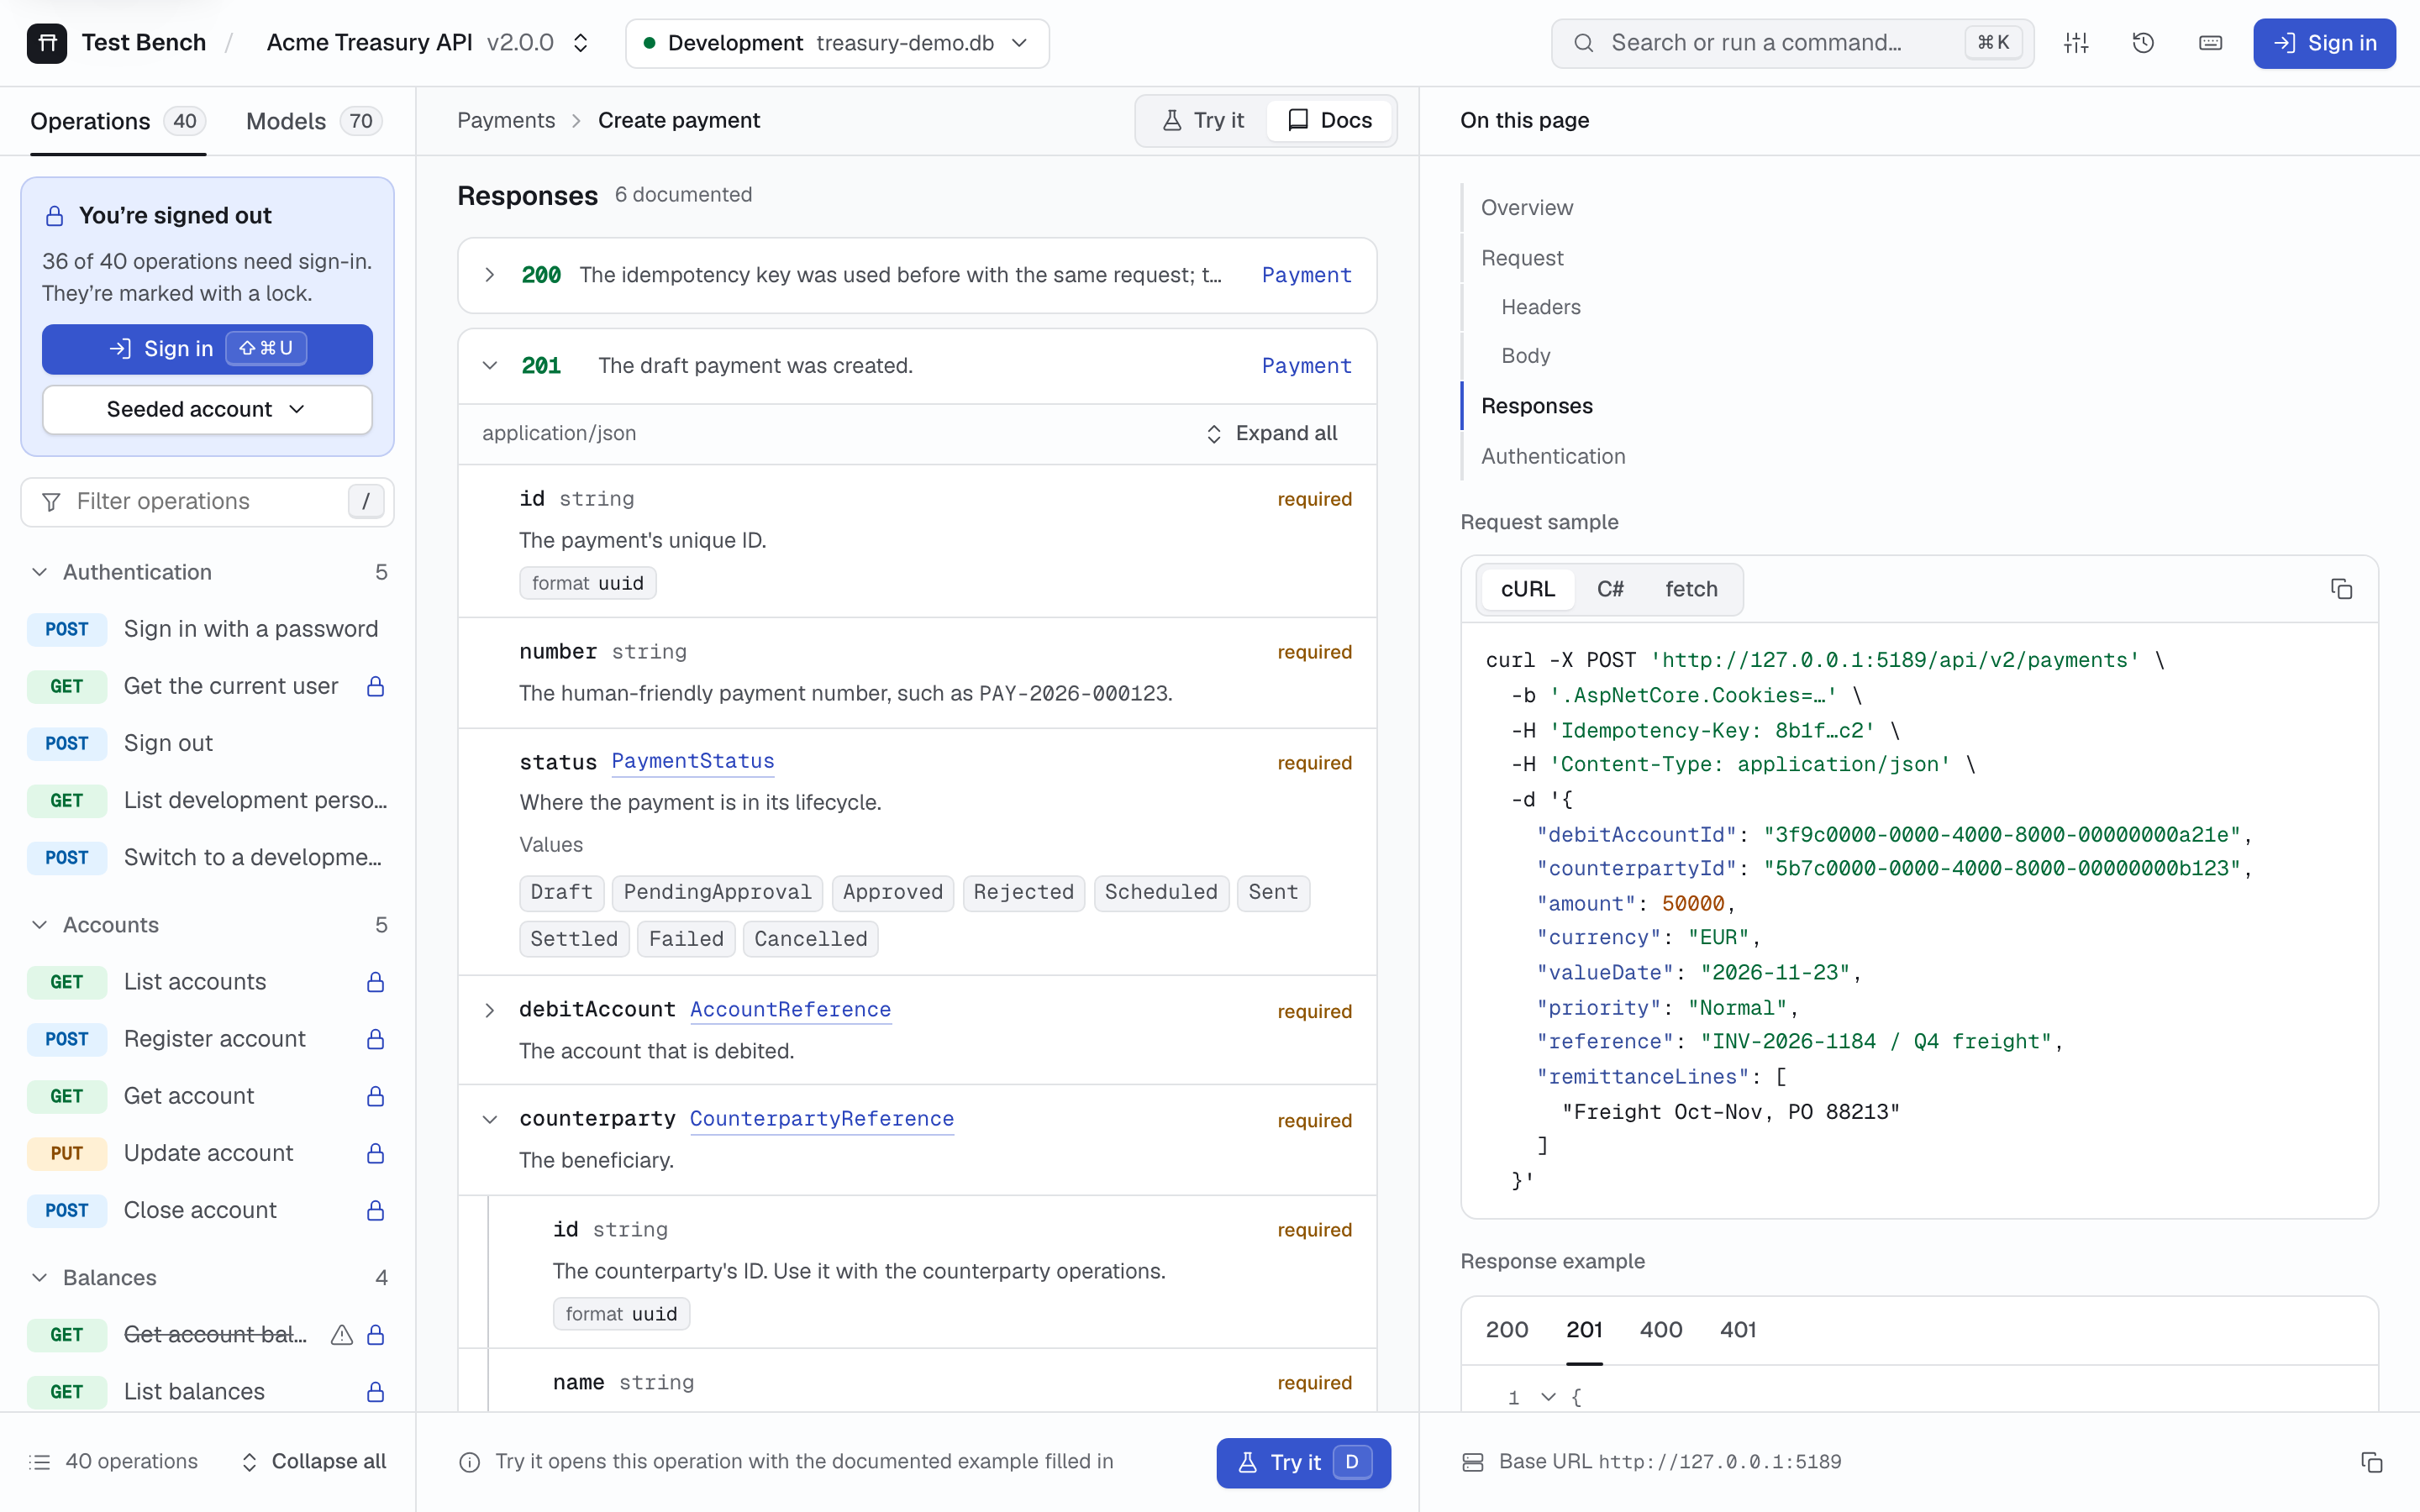 Test Bench / Acme Treasury API v2.0.0
Development treasury-demo.db
Search or run a command… ⌘K
Sign in
Operations 40 Models 70
You’re signed out
36 of 40 operations need sign-in.
They’re marked with a lock.
Sign in ⇧⌘U
Seeded account
Filter operations /
Authentication 5
POST Sign in with a password
GET Get the current user
POST Sign out
GET List development perso…
POST Switch to a developme…
Accounts 5
GET List accounts
POST Register account
GET Get account
PUT Update account
POST Close account
Balances 4
GET Get account bal…
GET List balances
40 operations Collapse all
Payments > Create payment
Try it Docs
Responses 6 documented
200 The idempotency key was used before with the same request; t… Payment
201 The draft payment was created. Payment
application/json Expand all
id string required
The payment's unique ID.
format uuid
number string required
The human-friendly payment number, such as PAY-2026-000123.
status PaymentStatus required
Where the payment is in its lifecycle.
Values
Draft PendingApproval Approved Rejected Scheduled Sent
Settled Failed Cancelled
debitAccount AccountReference required
The account that is debited.
counterparty CounterpartyReference required
The beneficiary.
id string required
The counterparty's ID. Use it with the counterparty operations.
format uuid
name string required
Try it opens this operation with the documented example filled in
Try it D
On this page
Overview
Request
Headers
Body
Responses
Authentication
Request sample
cURL C# fetch
curl -X POST 'http://127.0.0.1:5189/api/v2/payments' \
-b '.AspNetCore.Cookies=…' \
-H 'Idempotency-Key: 8b1f…c2' \
-H 'Content-Type: application/json' \
-d '{
"debitAccountId": "3f9c0000-0000-4000-8000-00000000a21e",
"counterpartyId": "5b7c0000-0000-4000-8000-00000000b123",
"amount": 50000,
"currency": "EUR",
"valueDate": "2026-11-23",
"priority": "Normal",
"reference": "INV-2026-1184 / Q4 freight",
"remittanceLines": [
"Freight Oct–Nov, PO 88213"
]
}'
Response example
200 201 400 401
1 {
Base URL http://127.0.0.1:5189